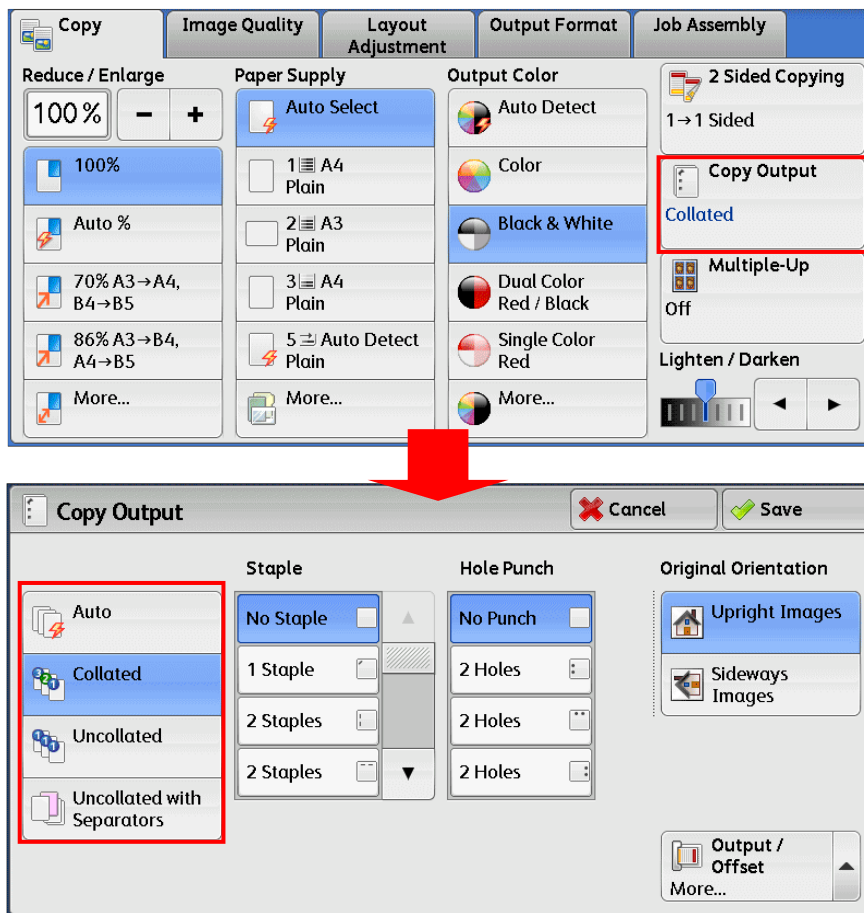 Copy
Image Quality
Layout
Adjustment
Output Format
Job Assembly
Reduce / Enlarge
100%
−
+
100%
Auto %
70% A3→A4,
B4→B5
86% A3→B4,
A4→B5
More...
Paper Supply
Auto Select
1 A4
Plain
2 A3
Plain
3 A4
Plain
5 Auto Detect
Plain
More...
Output Color
Auto Detect
Color
Black & White
Dual Color
Red / Black
Single Color
Red
More...
2 Sided Copying
1→1 Sided
Copy Output
Collated
Multiple-Up
Off
Lighten / Darken
Copy Output
Cancel
Save
Auto
Collated
Uncollated
Uncollated with
Separators
Staple
No Staple
1 Staple
2 Staples
2 Staples
Hole Punch
No Punch
2 Holes
2 Holes
2 Holes
Original Orientation
Upright Images
Sideways
Images
Output /
Offset
More...